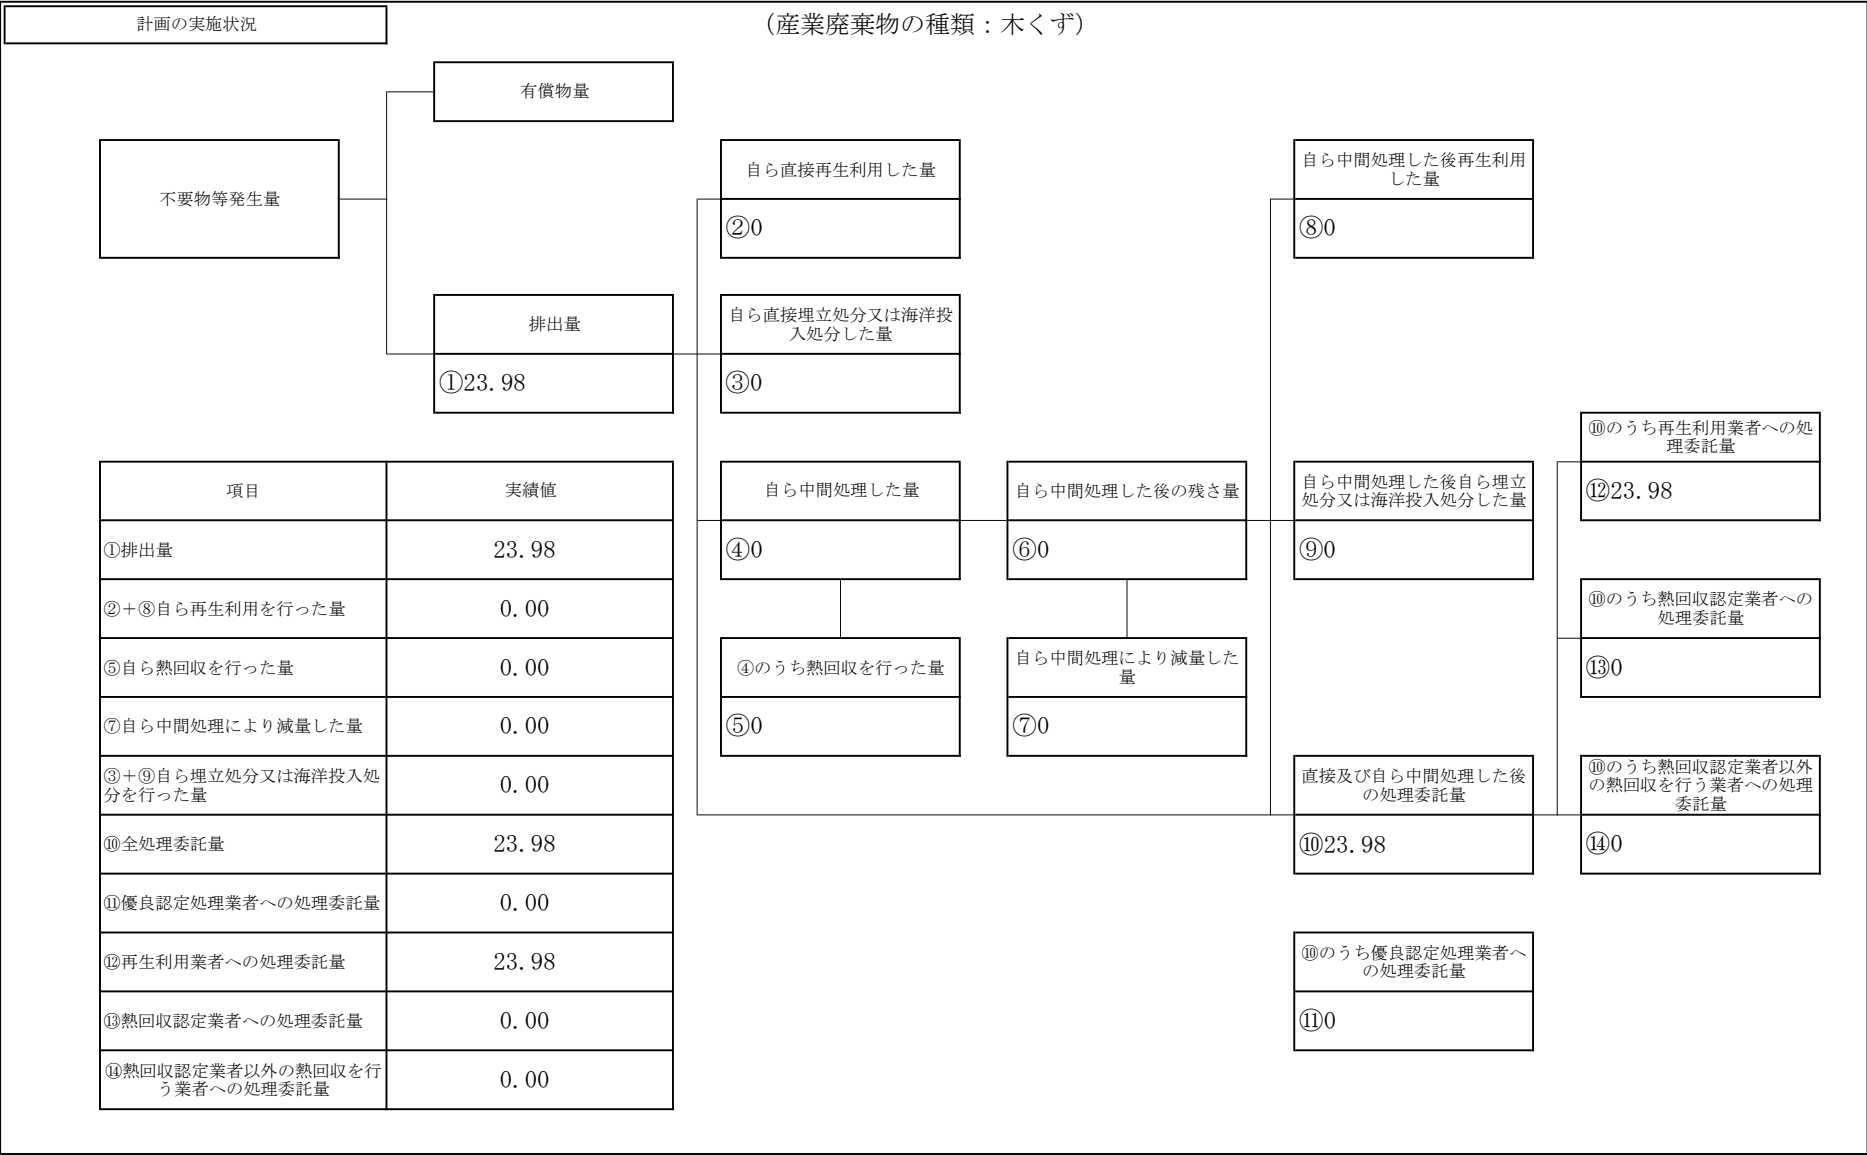 計画の実施状況
(産業廃棄物の種類：木くず)
有償物量
不要物等発生量
自ら直接再生利用した量
②0
自ら中間処理した後再生利用
した量
⑧0
排出量
①23.98
自ら直接埋立処分又は海洋投
入処分した量
③0
⑩のうち再生利用業者への処
理委託量
⑫23.98
自ら中間処理した量
④0
自ら中間処理した後の残さ量
⑥0
自ら中間処理した後自ら埋立
処分又は海洋投入処分した量
⑨0
⑩のうち熱回収認定業者への
処理委託量
⑬0
④のうち熱回収を行った量
⑤0
自ら中間処理により減量した
量
⑦0
直接及び自ら中間処理した後
の処理委託量
⑩23.98
⑩のうち熱回収認定業者以外
の熱回収を行う業者への処理
委託量
⑭0
⑩のうち優良認定処理業者へ
の処理委託量
⑪0
項目 実績値
①排出量 23.98
②＋⑧自ら再生利用を行った量 0.00
⑤自ら熱回収を行った量 0.00
⑦自ら中間処理により減量した量 0.00
③＋⑨自ら埋立処分又は海洋投入処
分を行った量 0.00
⑩全処理委託量 23.98
⑪優良認定処理業者への処理委託量 0.00
⑫再生利用業者への処理委託量 23.98
⑬熱回収認定業者への処理委託量 0.00
⑭熱回収認定業者以外の熱回収を行
う業者への処理委託量 0.00